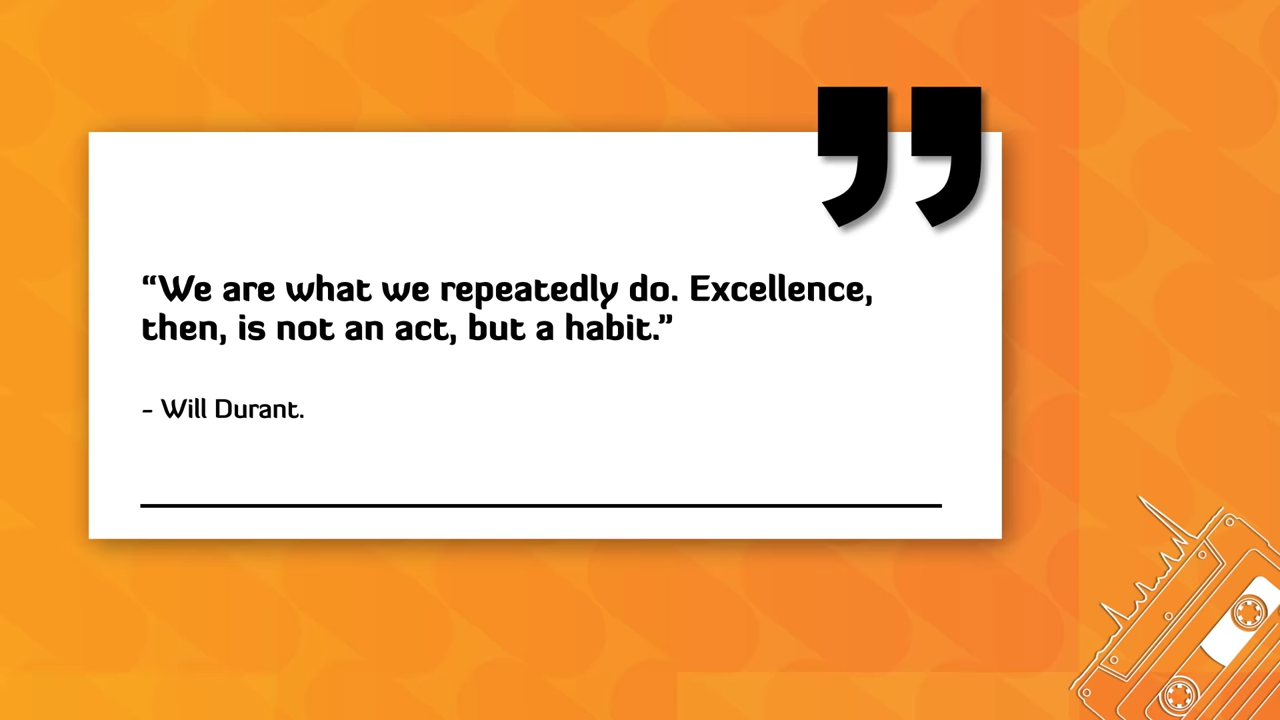 “We are what we repeatedly do. Excellence,
then, is not an act, but a habit.”
- Will Durant.